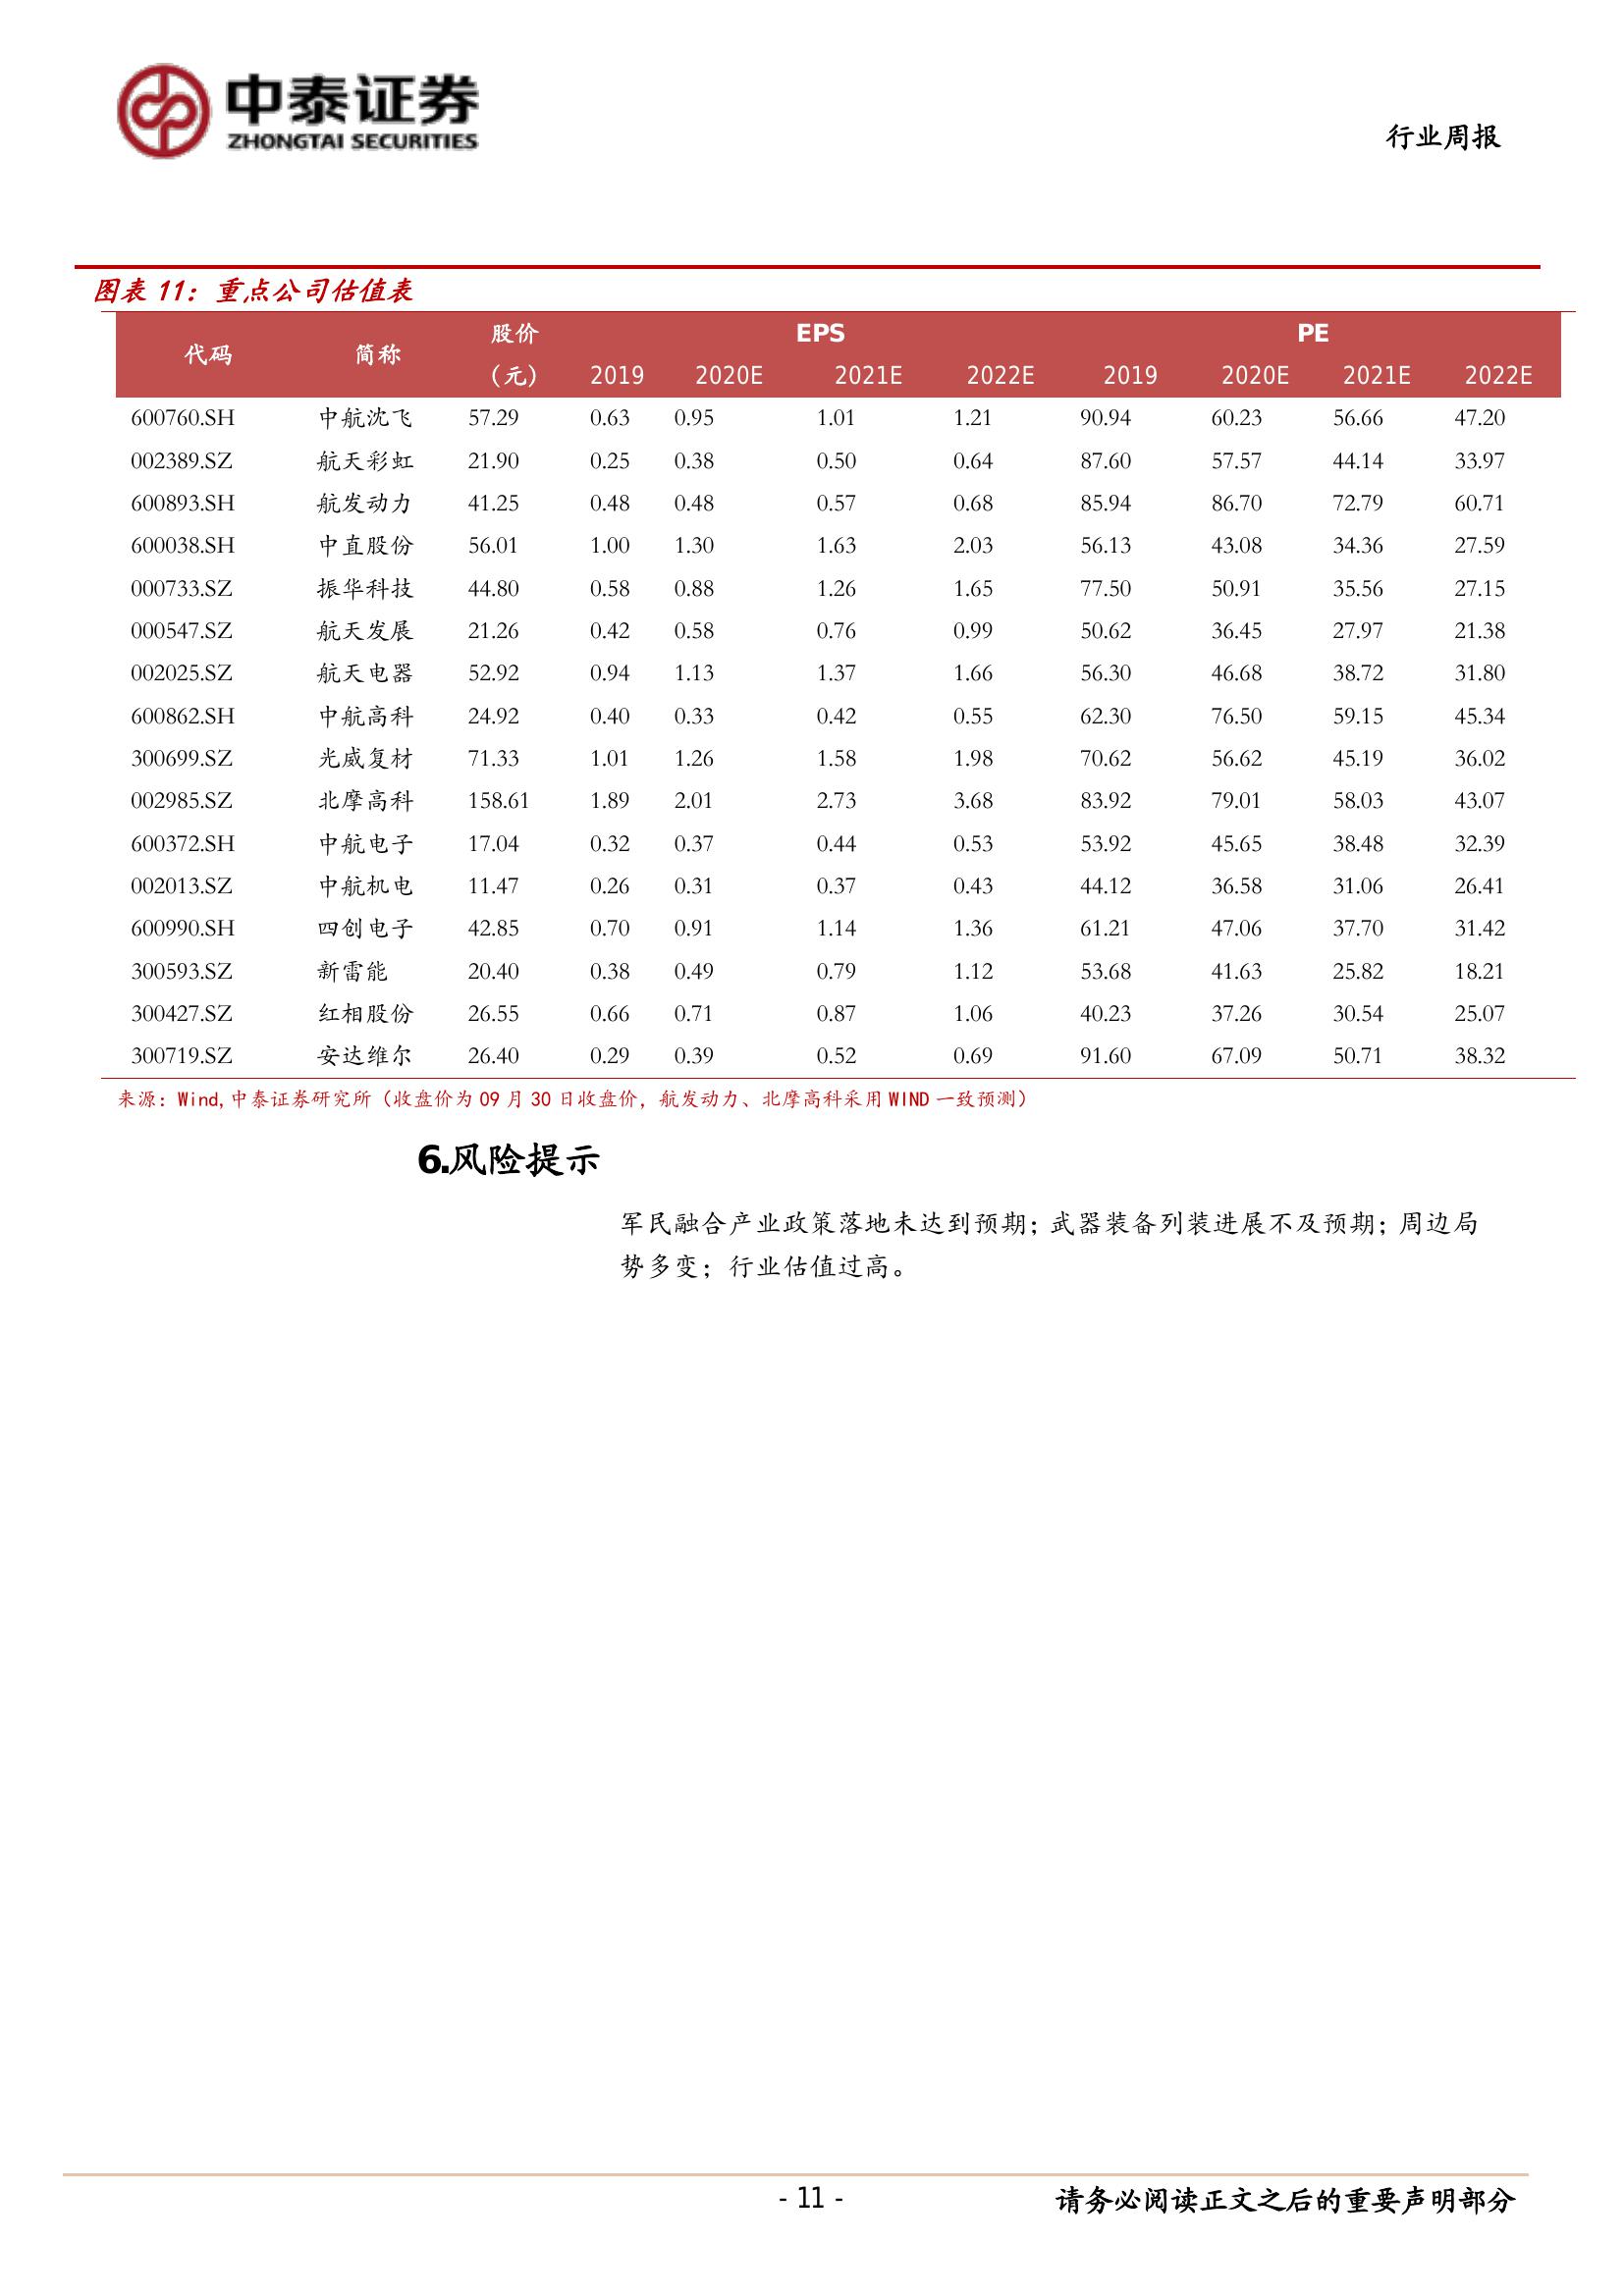 中泰证券
ZHONGTAI SECURITIES
行业周报
图表 11：重点公司估值表
代码 简称 股价 EPS PE
（元） 2019 2020E 2021E 2022E 2019 2020E 2021E 2022E
600760.SH 中航沈飞 57.29 0.63 0.95 1.01 1.21 90.94 60.23 56.66 47.20
002389.SZ 航天彩虹 21.90 0.25 0.38 0.50 0.64 87.60 57.57 44.14 33.97
600893.SH 航发动力 41.25 0.48 0.48 0.57 0.68 85.94 86.70 72.79 60.71
600038.SH 中直股份 56.01 1.00 1.30 1.63 2.03 56.13 43.08 34.36 27.59
000733.SZ 振华科技 44.80 0.58 0.88 1.26 1.65 77.50 50.91 35.56 27.15
000547.SZ 航天发展 21.26 0.42 0.58 0.76 0.99 50.62 36.45 27.97 21.38
002025.SZ 航天电器 52.92 0.94 1.13 1.37 1.66 56.30 46.68 38.72 31.80
600862.SH 中航高科 24.92 0.40 0.33 0.42 0.55 62.30 76.50 59.15 45.34
300699.SZ 光威复材 71.33 1.01 1.26 1.58 1.98 70.62 56.62 45.19 36.02
002985.SZ 北摩高科 158.61 1.89 2.01 2.73 3.68 83.92 79.01 58.03 43.07
600372.SH 中航电子 17.04 0.32 0.37 0.44 0.53 53.92 45.65 38.48 32.39
002013.SZ 中航机电 11.47 0.26 0.31 0.37 0.43 44.12 36.58 31.06 26.41
600990.SH 四创电子 42.85 0.70 0.91 1.14 1.36 61.21 47.06 37.70 31.42
300593.SZ 新雷能 20.40 0.38 0.49 0.79 1.12 53.68 41.63 25.82 18.21
300427.SZ 红相股份 26.55 0.66 0.71 0.87 1.06 40.23 37.26 30.54 25.07
300719.SZ 安达维尔 26.40 0.29 0.39 0.52 0.69 91.60 67.09 50.71 38.32
来源：Wind,中泰证券研究所（收盘价为 09 月 30 日收盘价，航发动力、北摩高科采用 WIND 一致预测）
6.风险提示
军民融合产业政策落地未达到预期；武器装备列装进展不及预期；周边局
势多变；行业估值过高。
- 11 -
请务必阅读正文之后的重要声明部分